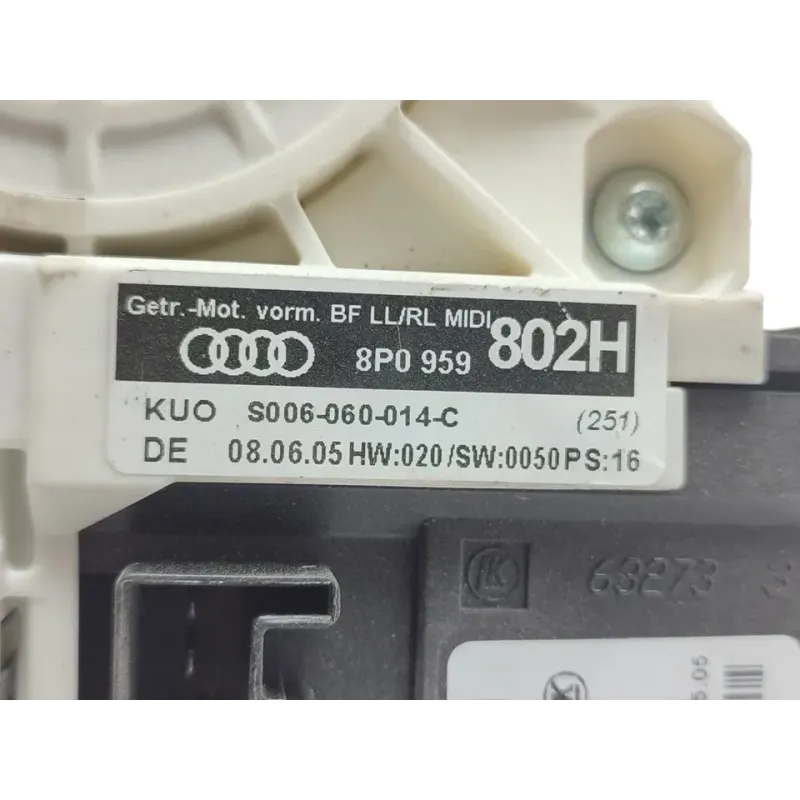 Getr.-Mot. vorm. BF LL/RL MIDI
8P0 959 802H
KUO S006-060-014-C (251)
DE 08.06.05 HW:020/SW:0050 PS:16
63273